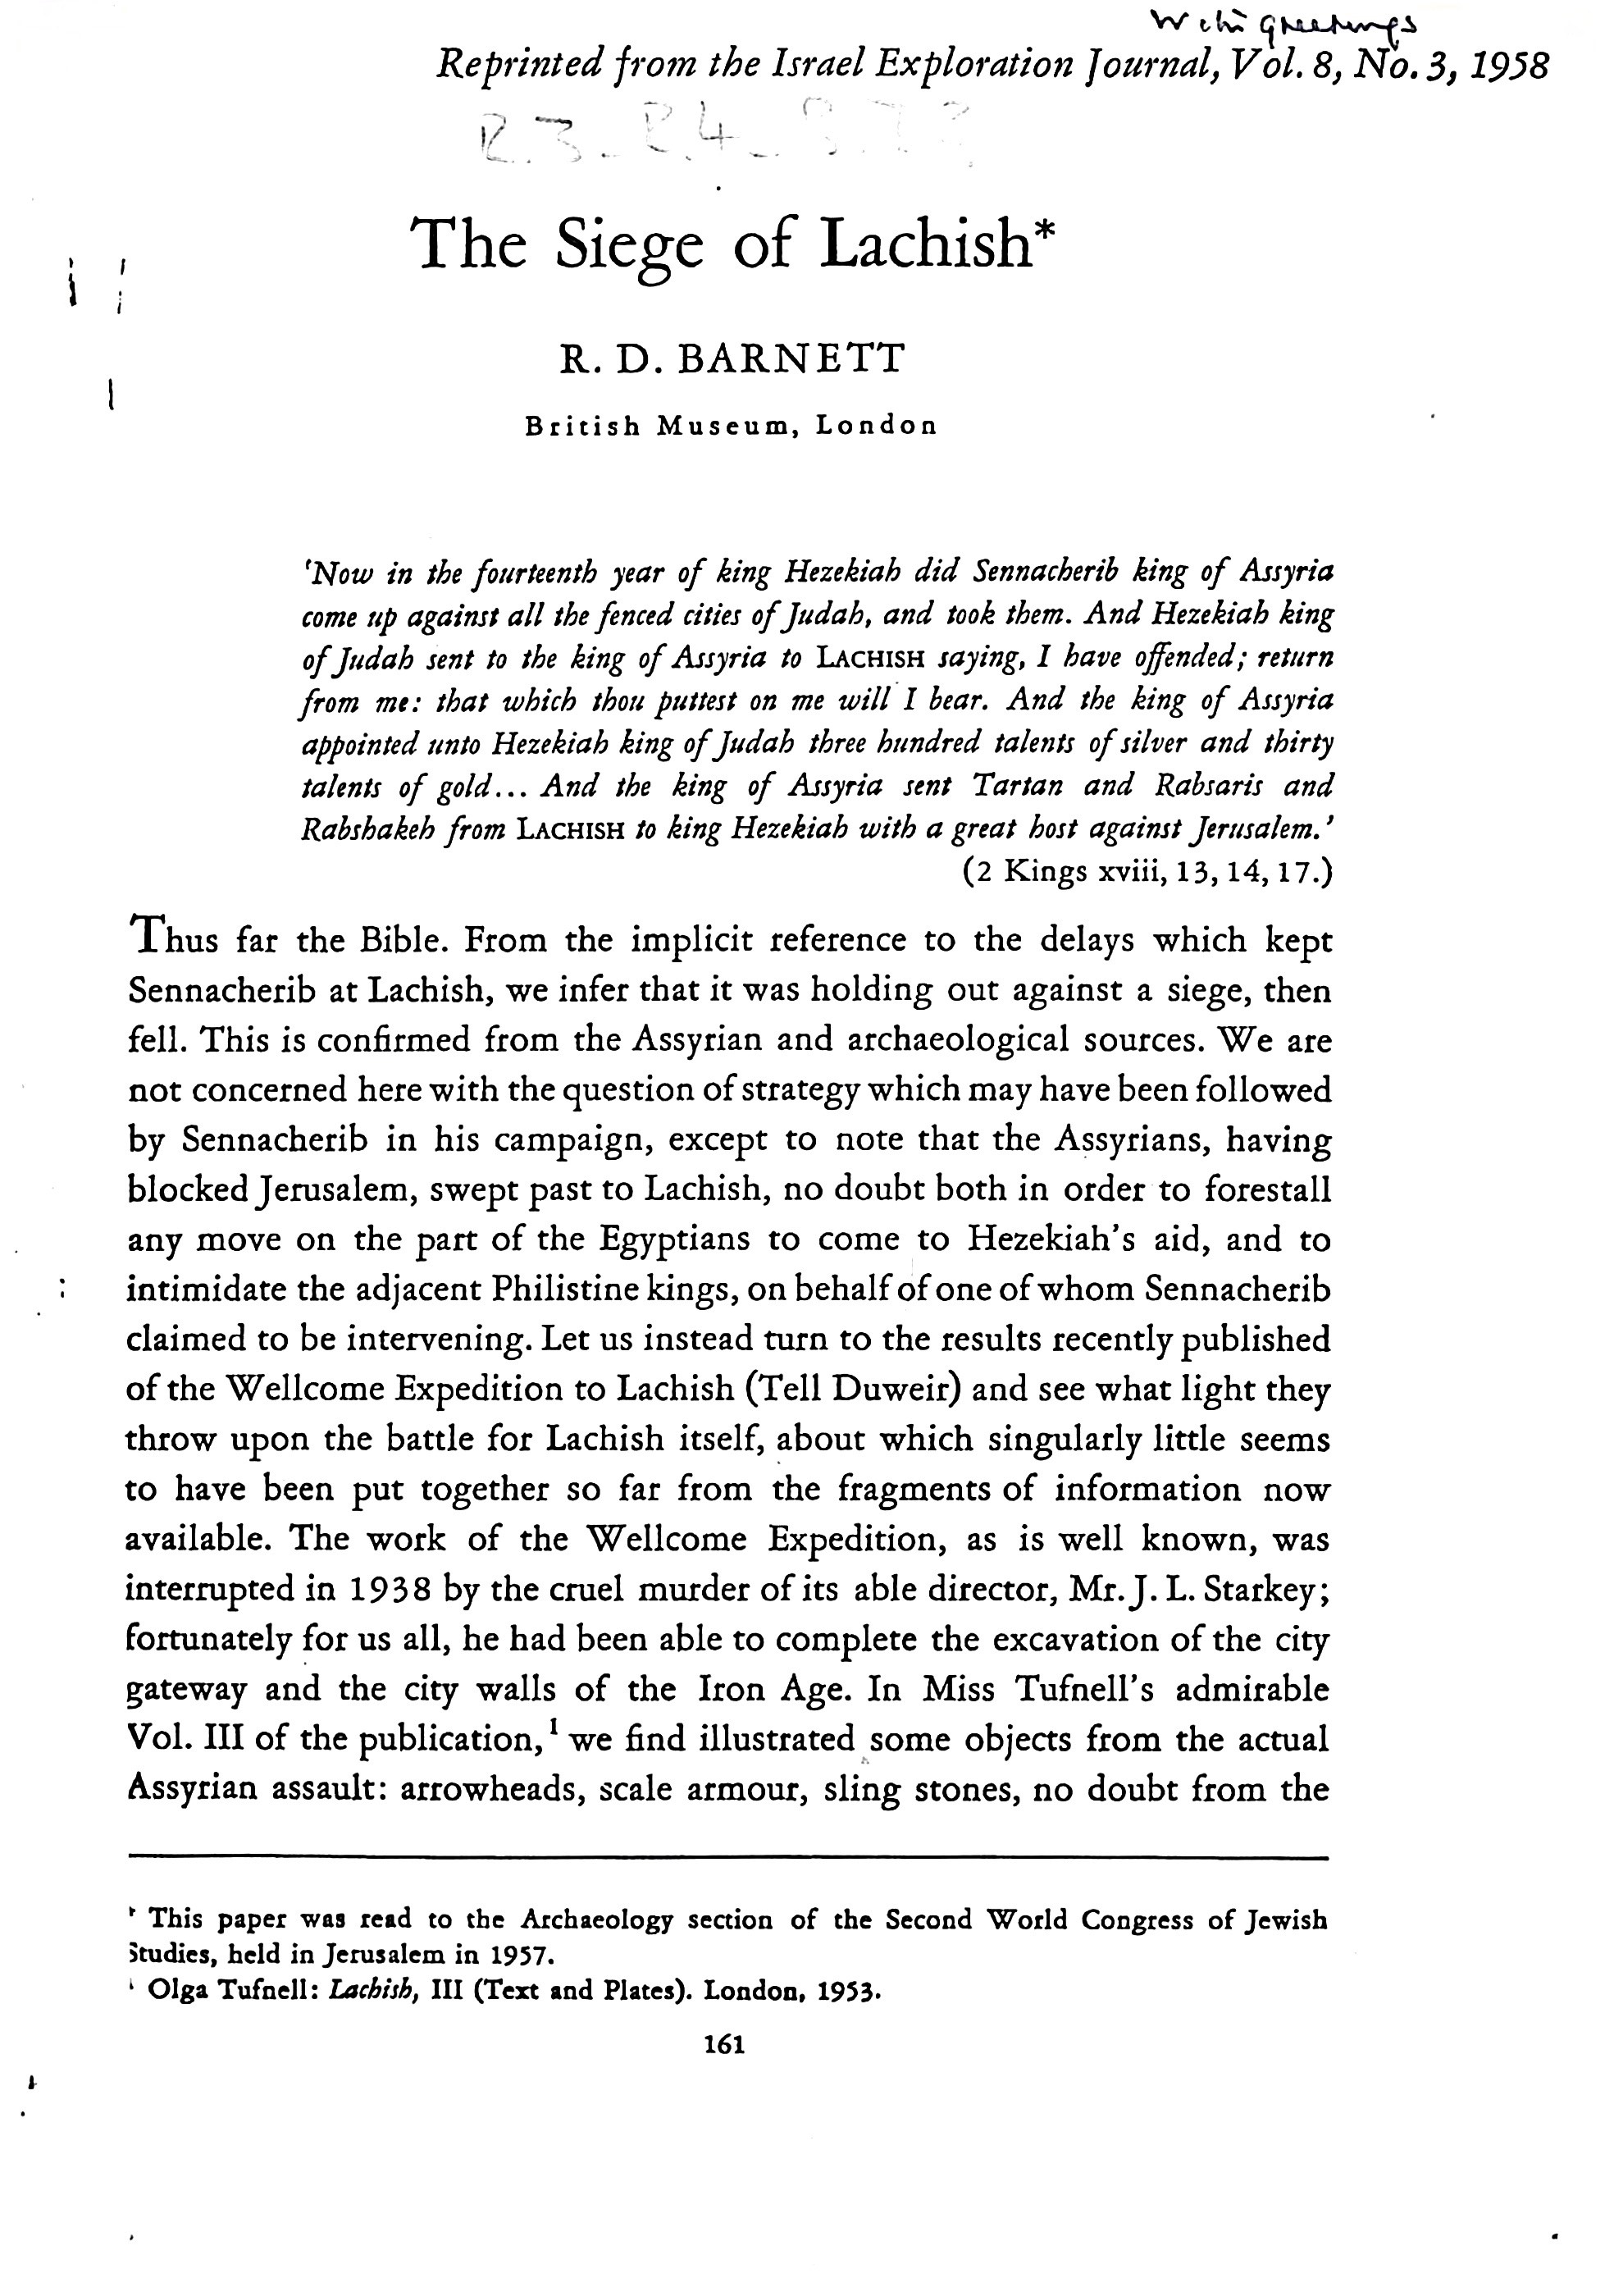 With greetings
Reprinted from the Israel Exploration Journal, Vol. 8, No. 3, 1958
The Siege of Lachish*
R. D. BARNETT
British Museum, London
'Now in the fourteenth year of king Hezekiah did Sennacherib king of Assyria
come up against all the fenced cities of Judah, and took them. And Hezekiah king
of Judah sent to the king of Assyria to LACHISH saying, I have offended; return
from me: that which thou puttest on me will I bear. And the king of Assyria
appointed unto Hezekiah king of Judah three hundred talents of silver and thirty
talents of gold... And the king of Assyria sent Tartan and Rabsaris and
Rabshakeh from LACHISH to king Hezekiah with a great host against Jerusalem.'
(2 Kings xviii, 13, 14, 17.)
Thus far the Bible. From the implicit reference to the delays which kept
Sennacherib at Lachish, we infer that it was holding out against a siege, then
fell. This is confirmed from the Assyrian and archaeological sources. We are
not concerned here with the question of strategy which may have been followed
by Sennacherib in his campaign, except to note that the Assyrians, having
blocked Jerusalem, swept past to Lachish, no doubt both in order to forestall
any move on the part of the Egyptians to come to Hezekiah's aid, and to
intimidate the adjacent Philistine kings, on behalf of one of whom Sennacherib
claimed to be intervening. Let us instead turn to the results recently published
of the Wellcome Expedition to Lachish (Tell Duweir) and see what light they
throw upon the battle for Lachish itself, about which singularly little seems
to have been put together so far from the fragments of information now
available. The work of the Wellcome Expedition, as is well known, was
interrupted in 1938 by the cruel murder of its able director, Mr. J. L. Starkey;
fortunately for us all, he had been able to complete the excavation of the city
gateway and the city walls of the Iron Age. In Miss Tufnell's admirable
Vol. III of the publication,¹ we find illustrated some objects from the actual
Assyrian assault: arrowheads, scale armour, sling stones, no doubt from the
* This paper was read to the Archaeology section of the Second World Congress of Jewish
Studies, held in Jerusalem in 1957.
¹ Olga Tufnell: Lachish, III (Text and Plates). London, 1953.
161